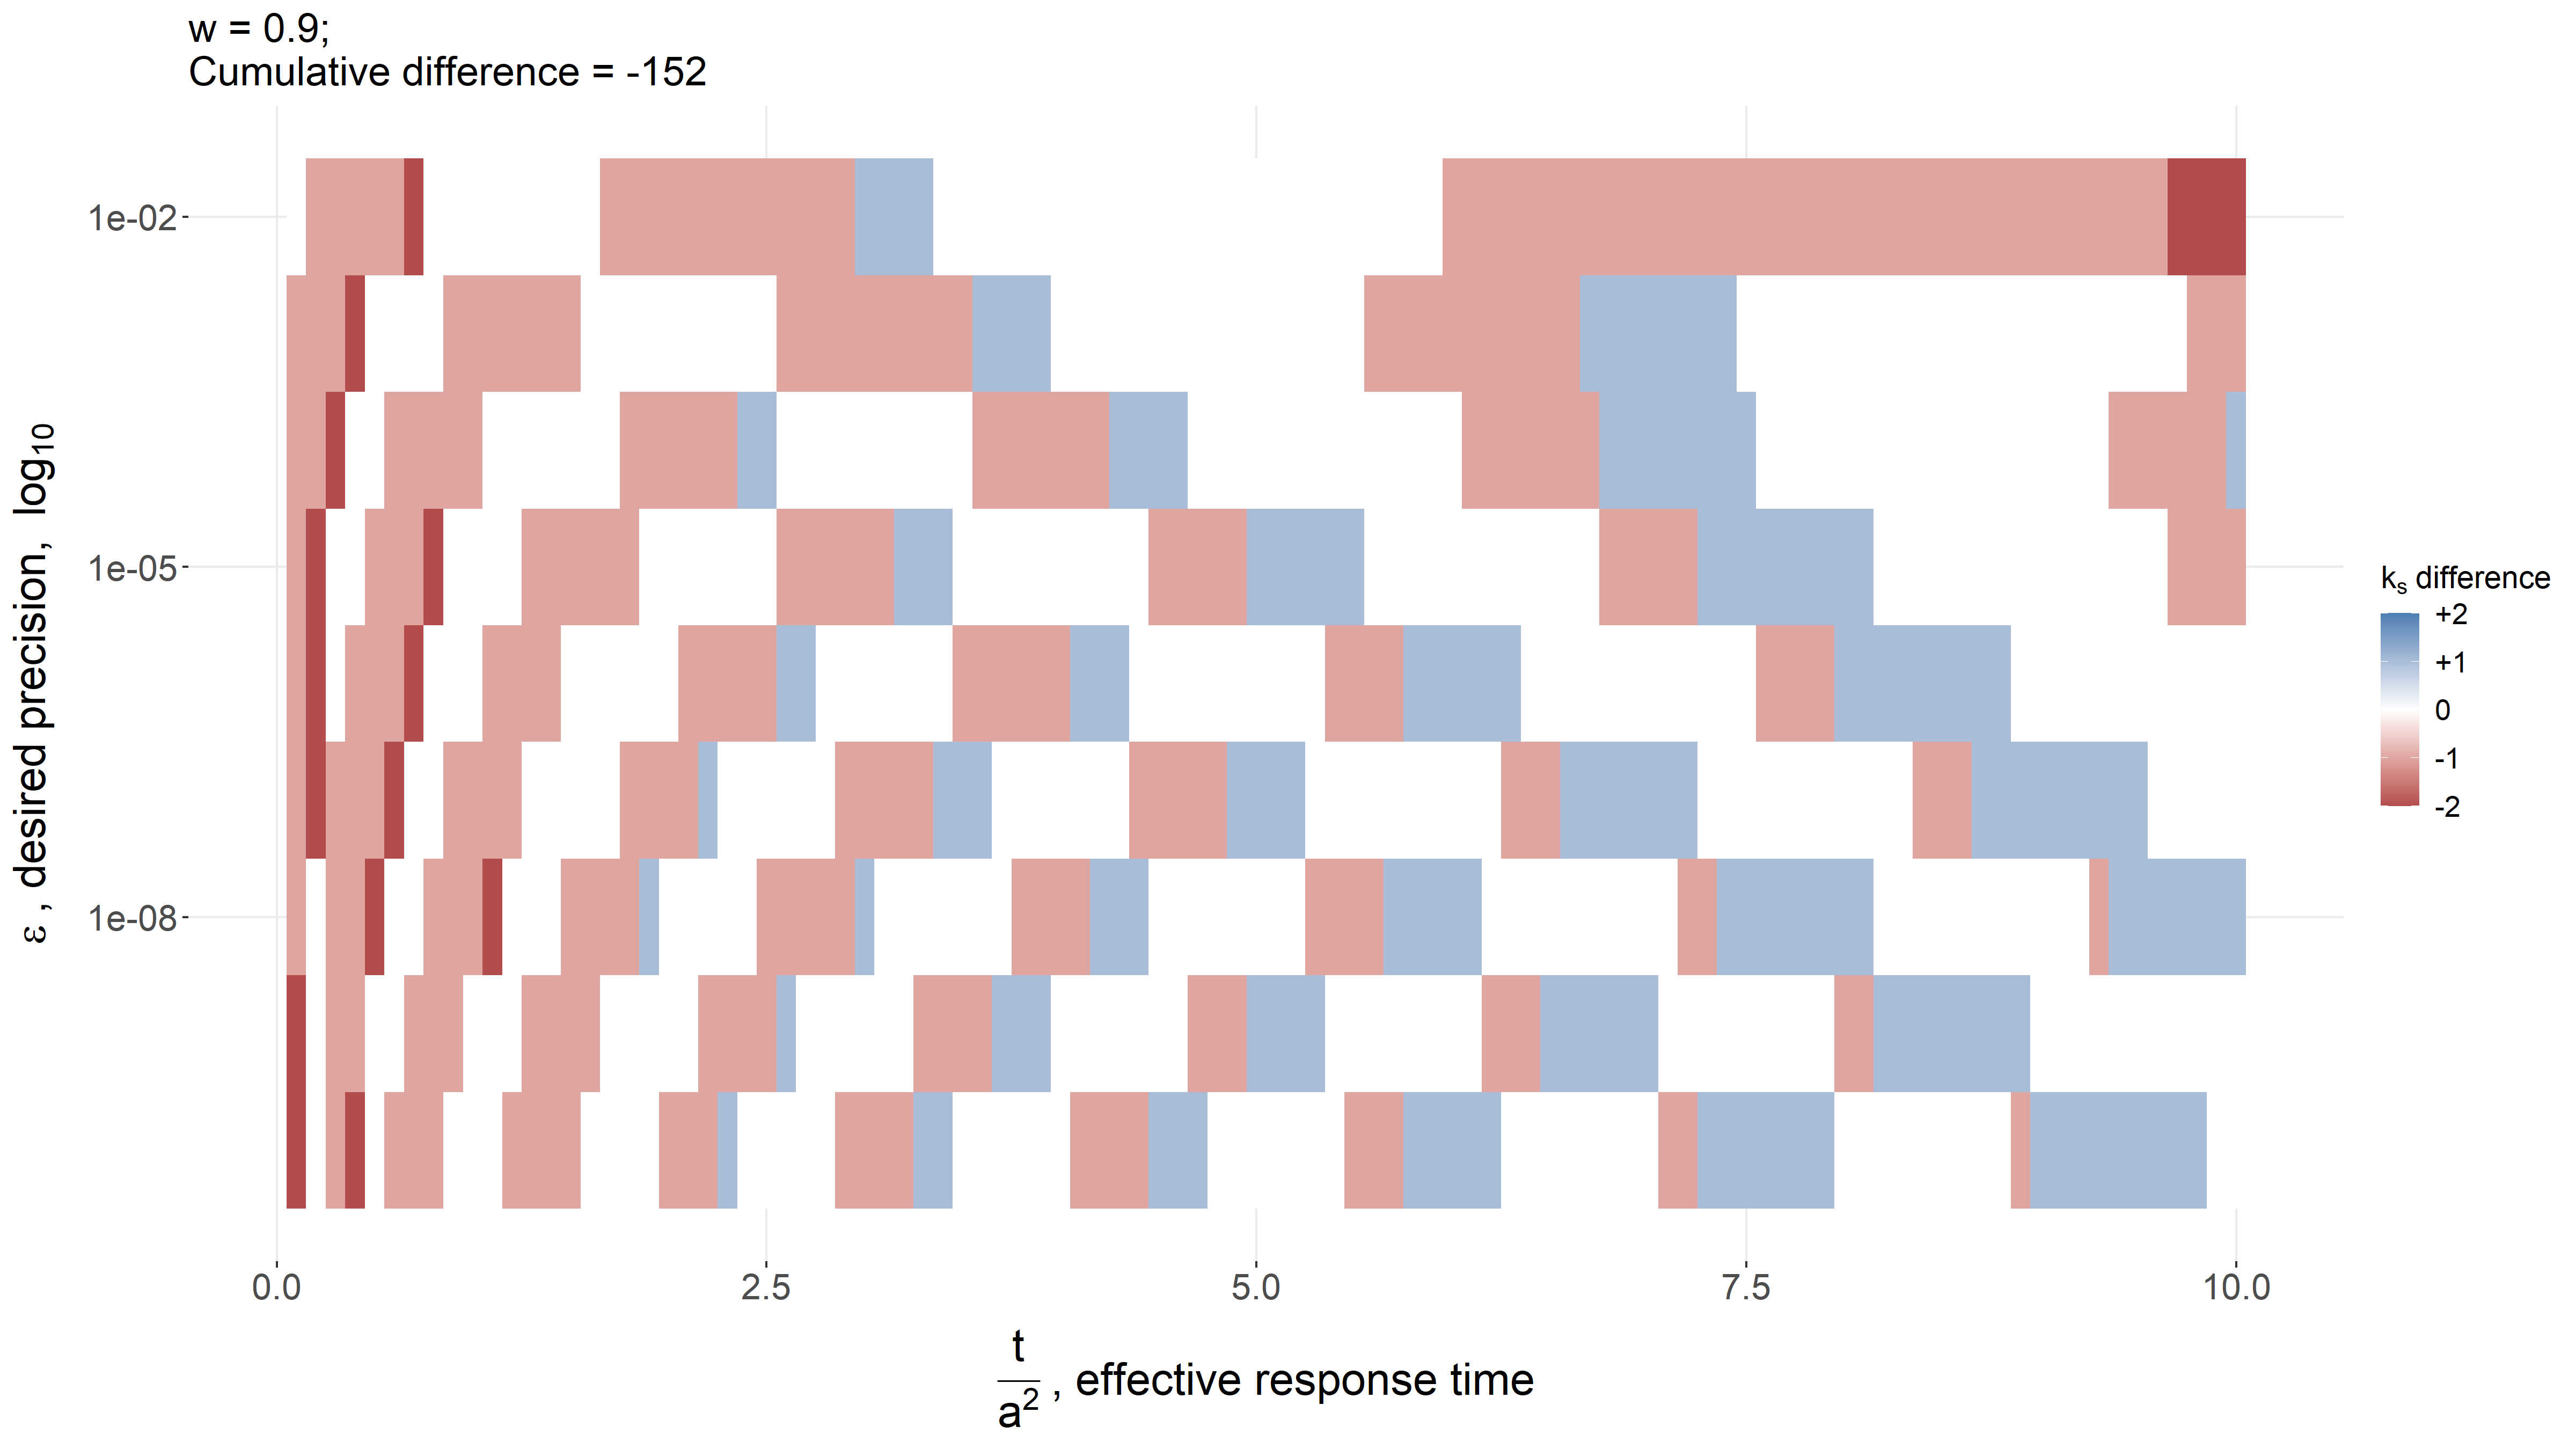 w = 0.9;
Cumulative difference = -152
1e-02
1e-05
1e-08
ε , desired precision, log₁₀
0.0 2.5 5.0 7.5 10.0
t
a²
, effective response time
kₛ difference
+2
+1
0
-1
-2